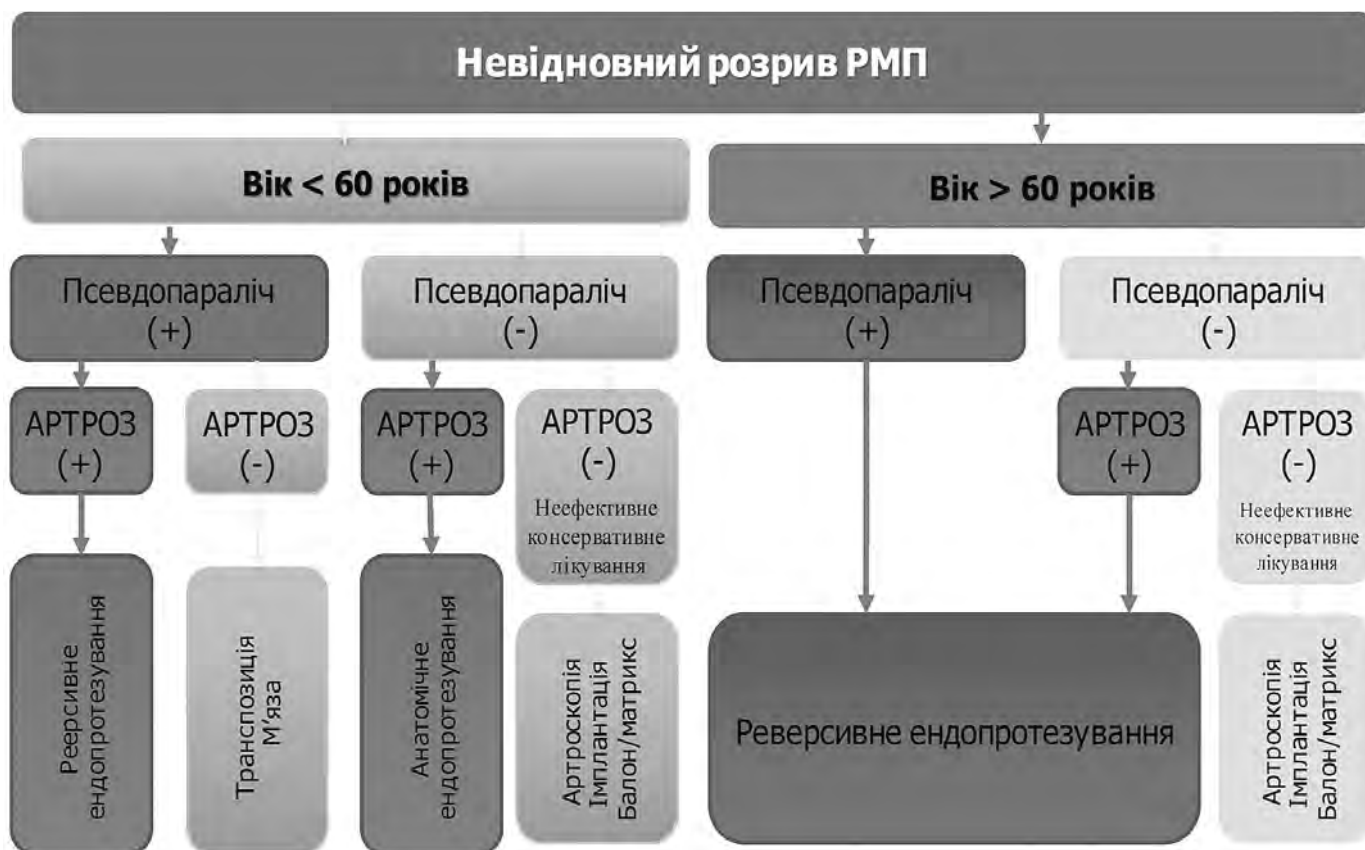 Невідновний розрив РМП
Вік < 60 років
Вік > 60 років
Псевдопараліч
(+)
Псевдопараліч
(-)
Псевдопараліч
(+)
Псевдопараліч
(-)
АРТРОЗ
(+)
АРТРОЗ
(-)
АРТРОЗ
(+)
АРТРОЗ
(-)
Неефективне
консервативне
лікування
АРТРОЗ
(+)
АРТРОЗ
(-)
Неефективне
консервативне
лікування
Реерсивне
ендопротезування
Транспозиція
М'яза
Анатомічне
ендопротезування
Артроскопія
Імплантація
Балон/матрикс
Реверсивне ендопротезування
Артроскопія
Імплантація
Балон/матрикс